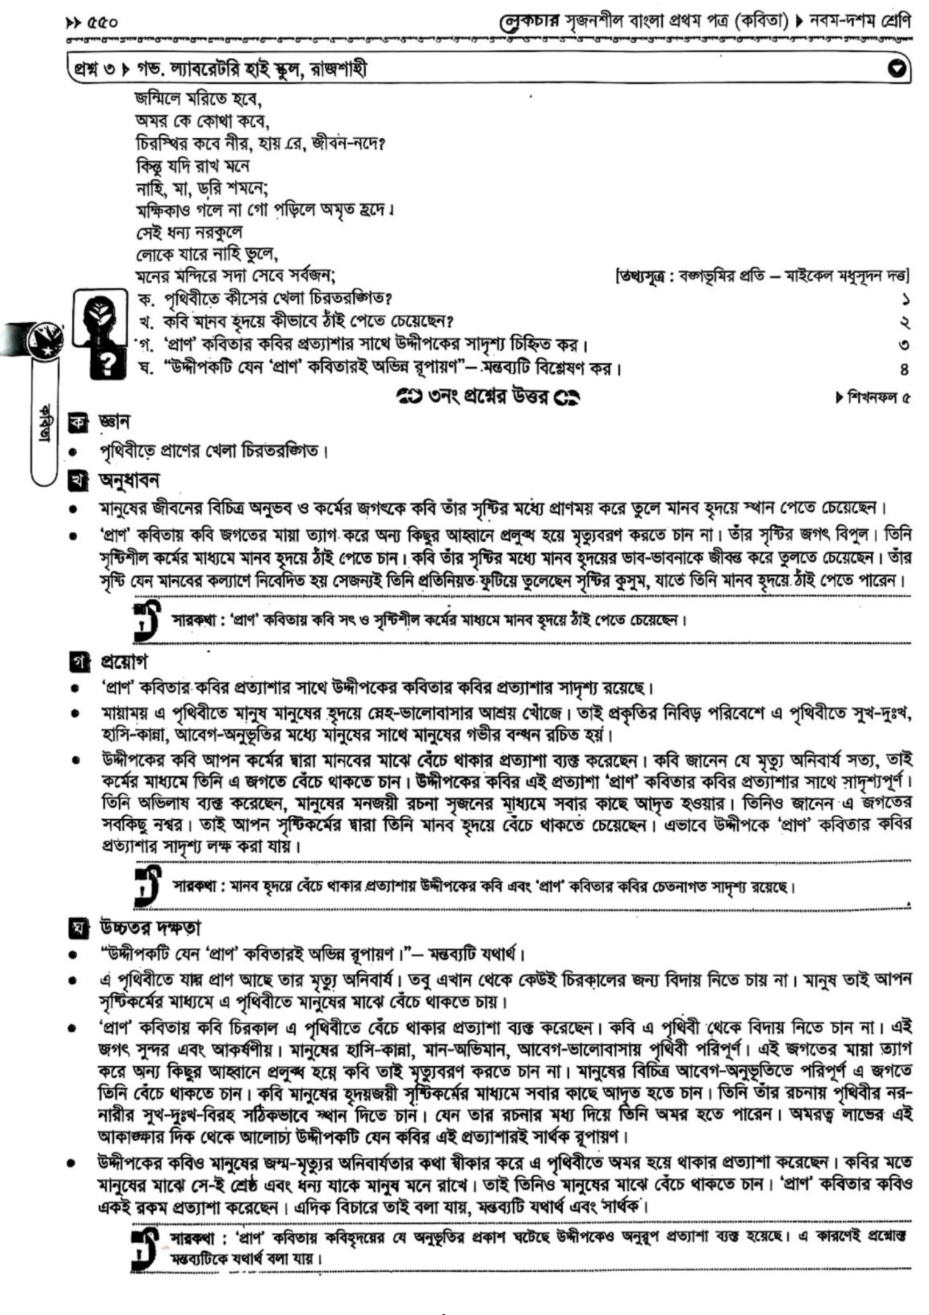 » ৫৫০
লেকচার সৃজনশীল বাংলা প্রথম পত্র (কবিতা) ▶ নবম-দশম শ্রেণি
প্রশ্ন ৩ ▶ গভ. ল্যাবরেটরি হাই স্কুল, রাজশাহী
জন্মিলে মরিতে হবে,
অমর কে কোথা কবে,
চিরস্থির কবে নীর, হায় রে, জীবন-নদে?
কিন্তু যদি রাখ মনে
নাহি, মা, ডরি শমনে;
মক্ষিকাও গলে না গো পড়িলে অমৃত হ্রদে।
সেই ধন্য নরকুলে
লোকে যারে নাহি ভুলে,
মনের মন্দিরে সদা সেবে সর্বজন;
[তথ্যসূত্র : বঙ্গভূমির প্রতি – মাইকেল মধুসূদন দত্ত]
ক. পৃথিবীতে কীসের খেলা চিরতরঙ্গিত? ১
খ. কবি মানব হৃদয়ে কীভাবে ঠাঁই পেতে চেয়েছেন? ২
গ. ‘প্রাণ’ কবিতার কবির প্রত্যাশার সাথে উদ্দীপকের সাদৃশ্য চিহ্নিত কর। ৩
ঘ. “উদ্দীপকটি যেন ‘প্রাণ’ কবিতারই অভিন্ন রূপায়ণ”– মন্তব্যটি বিশ্লেষণ কর। ৪
৩নং প্রশ্নের উত্তর
▶ শিখনফল ৫
কবিতা
ক জ্ঞান
• পৃথিবীতে প্রাণের খেলা চিরতরঙ্গিত।
খ অনুধাবন
• মানুষের জীবনের বিচিত্র অনুভব ও কর্মের জগৎকে কবি তাঁর সৃষ্টির মধ্যে প্রাণময় করে তুলে মানব হৃদয়ে স্থান পেতে চেয়েছেন।
• ‘প্রাণ’ কবিতায় কবি জগতের মায়া ত্যাগ করে অন্য কিছুর আহ্বানে প্রলুব্ধ হয়ে মৃত্যুবরণ করতে চান না। তাঁর সৃষ্টির জগৎ বিপুল। তিনি
সৃষ্টিশীল কর্মের মাধ্যমে মানব হৃদয়ে ঠাঁই পেতে চান। কবি তাঁর সৃষ্টির মধ্যে মানব হৃদয়ের ভাব-ভাবনাকে জীবন্ত করে তুলতে চেয়েছেন। তাঁর
সৃষ্টি যেন মানবের কল্যাণে নিবেদিত হয় সেজন্যই তিনি প্রতিনিয়ত ফুটিয়ে তুলেছেন সৃষ্টির কুসুম, যাতে তিনি মানব হৃদয়ে ঠাঁই পেতে পারেন।
সারকথা : ‘প্রাণ’ কবিতায় কবি সৎ ও সৃষ্টিশীল কর্মের মাধ্যমে মানব হৃদয়ে ঠাঁই পেতে চেয়েছেন।
গ প্রয়োগ
• ‘প্রাণ’ কবিতার কবির প্রত্যাশার সাথে উদ্দীপকের কবিতার কবির প্রত্যাশার সাদৃশ্য রয়েছে।
• মায়াময় এ পৃথিবীতে মানুষ মানুষের হৃদয়ে স্নেহ-ভালোবাসার আশ্রয় খোঁজে। তাই প্রকৃতির নিবিড় পরিবেশে এ পৃথিবীতে সুখ-দুঃখ,
হাসি-কান্না, আবেগ-অনুভূতির মধ্যে মানুষের সাথে মানুষের গভীর বন্ধন রচিত হয়।
• উদ্দীপকের কবি আপন কর্মের দ্বারা মানবের মাঝে বেঁচে থাকার প্রত্যাশা ব্যক্ত করেছেন। কবি জানেন যে মৃত্যু অনিবার্য সত্য, তাই
কর্মের মাধ্যমে তিনি এ জগতে বেঁচে থাকতে চান। উদ্দীপকের কবির এই প্রত্যাশা ‘প্রাণ’ কবিতার কবির প্রত্যাশার সাথে সাদৃশ্যপূর্ণ।
তিনি অভিলাষ ব্যক্ত করেছেন, মানুষের মনজয়ী রচনা সৃজনের মাধ্যমে সবার কাছে আদৃত হওয়ার। তিনিও জানেন এ জগতের
সবকিছু নশ্বর। তাই আপন সৃষ্টিকর্মের দ্বারা তিনি মানব হৃদয়ে বেঁচে থাকতে চেয়েছেন। এভাবে উদ্দীপকে ‘প্রাণ’ কবিতার কবির
প্রত্যাশার সাদৃশ্য লক্ষ করা যায়।
সারকথা : মানব হৃদয়ে বেঁচে থাকার প্রত্যাশায় উদ্দীপকের কবি এবং ‘প্রাণ’ কবিতার কবির চেতনাগত সাদৃশ্য রয়েছে।
ঘ উচ্চতর দক্ষতা
• “উদ্দীপকটি যেন ‘প্রাণ’ কবিতারই অভিন্ন রূপায়ণ।”– মন্তব্যটি যথার্থ।
• এ পৃথিবীতে যার প্রাণ আছে তার মৃত্যু অনিবার্য। তবু এখান থেকে কেউই চিরকালের জন্য বিদায় নিতে চায় না। মানুষ তাই আপন
সৃষ্টিকর্মের মাধ্যমে এ পৃথিবীতে মানুষের মাঝে বেঁচে থাকতে চায়।
• ‘প্রাণ’ কবিতায় কবি চিরকাল এ পৃথিবীতে বেঁচে থাকার প্রত্যাশা ব্যক্ত করেছেন। কবি এ পৃথিবী থেকে বিদায় নিতে চান না। এই
জগৎ সুন্দর এবং আকর্ষণীয়। মানুষের হাসি-কান্না, মান-অভিমান, আবেগ-ভালোবাসায় পৃথিবী পরিপূর্ণ। এই জগতের মায়া ত্যাগ
করে অন্য কিছুর আহ্বানে প্রলুব্ধ হয়ে কবি তাই মৃত্যুবরণ করতে চান না। মানুষের বিচিত্র আবেগ-অনুভূতিতে পরিপূর্ণ এ জগতে
তিনি বেঁচে থাকতে চান। কবি মানুষের হৃদয়জয়ী সৃষ্টিকর্মের মাধ্যমে সবার কাছে আদৃত হতে চান। তিনি তাঁর রচনায় পৃথিবীর নর-
নারীর সুখ-দুঃখ-বিরহ সঠিকভাবে স্থান দিতে চান। যেন তার রচনার মধ্য দিয়ে তিনি অমর হতে পারেন। অমরত্ব লাভের এই
আকাঙ্ক্ষার দিক থেকে আলোচ্য উদ্দীপকটি যেন কবির এই প্রত্যাশারই সার্থক রূপায়ণ।
• উদ্দীপকের কবিও মানুষের জন্ম-মৃত্যুর অনিবার্যতার কথা স্বীকার করে এ পৃথিবীতে অমর হয়ে থাকার প্রত্যাশা করেছেন। কবির মতে
মানুষের মাঝে সে-ই শ্রেষ্ঠ এবং ধন্য যাকে মানুষ মনে রাখে। তাই তিনিও মানুষের মাঝে বেঁচে থাকতে চান। ‘প্রাণ’ কবিতার কবিও
একই রকম প্রত্যাশা করেছেন। এদিক বিচারে তাই বলা যায়, মন্তব্যটি যথার্থ এবং সার্থক।
সারকথা : ‘প্রাণ’ কবিতায় কবিহৃদয়ের যে অনুভূতির প্রকাশ ঘটেছে উদ্দীপকেও অনুরূপ প্রত্যাশা ব্যক্ত হয়েছে। এ কারণেই প্রশ্নোক্ত
মন্তব্যটিকে যথার্থ বলা যায়।